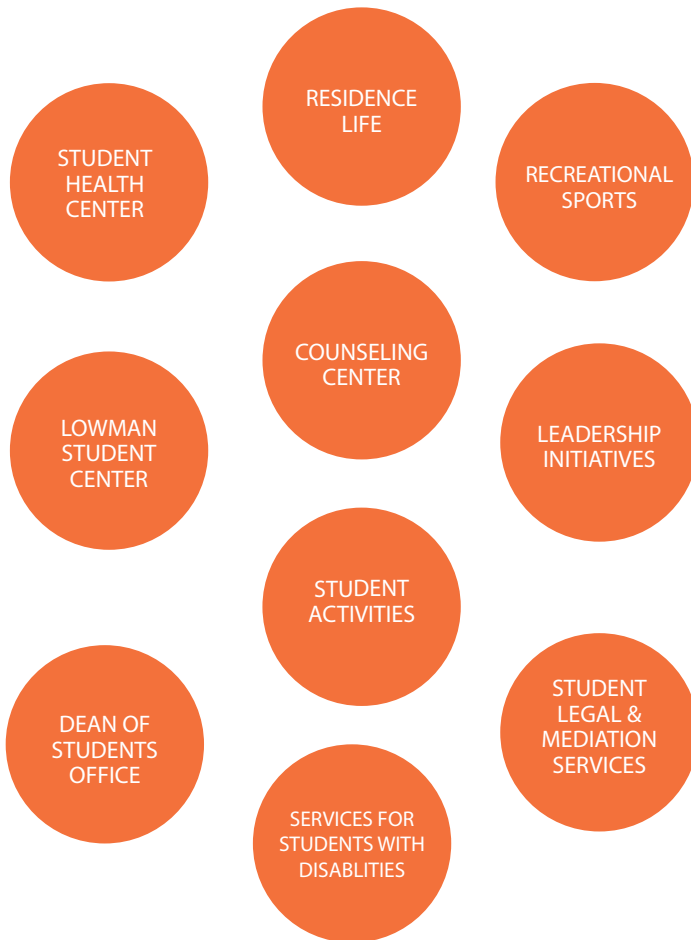 RESIDENCE
LIFE
STUDENT
HEALTH
CENTER
RECREATIONAL
SPORTS
COUNSELING
CENTER
LOWMAN
STUDENT
CENTER
LEADERSHIP
INITIATIVES
STUDENT
ACTIVITIES
DEAN OF
STUDENTS
OFFICE
STUDENT
LEGAL &
MEDIATION
SERVICES
SERVICES FOR
STUDENTS WITH
DISABLITIES